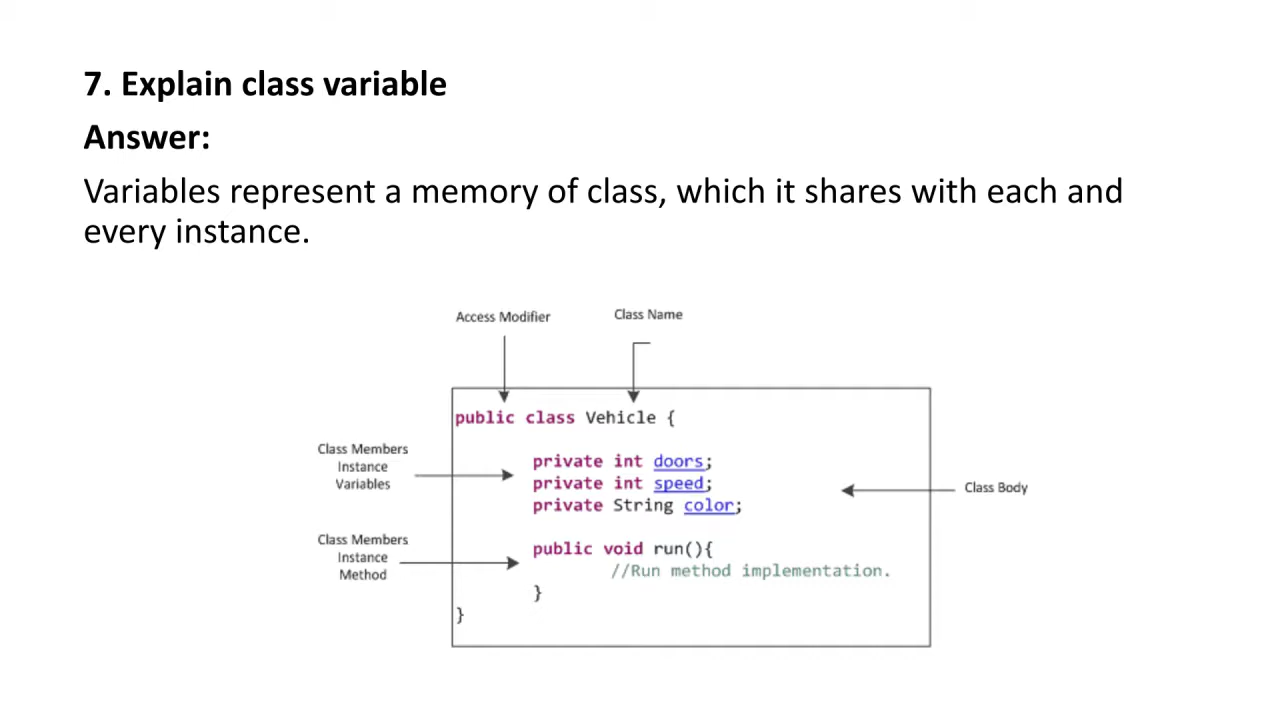 7. Explain class variable
Answer:
Variables represent a memory of class, which it shares with each and
every instance.
Access Modifier
Class Name
public class Vehicle {
Class Members
Instance
Variables
private int doors;
private int speed;
private String color;
Class Body
Class Members
Instance
Method
public void run(){
//Run method implementation.
}
}